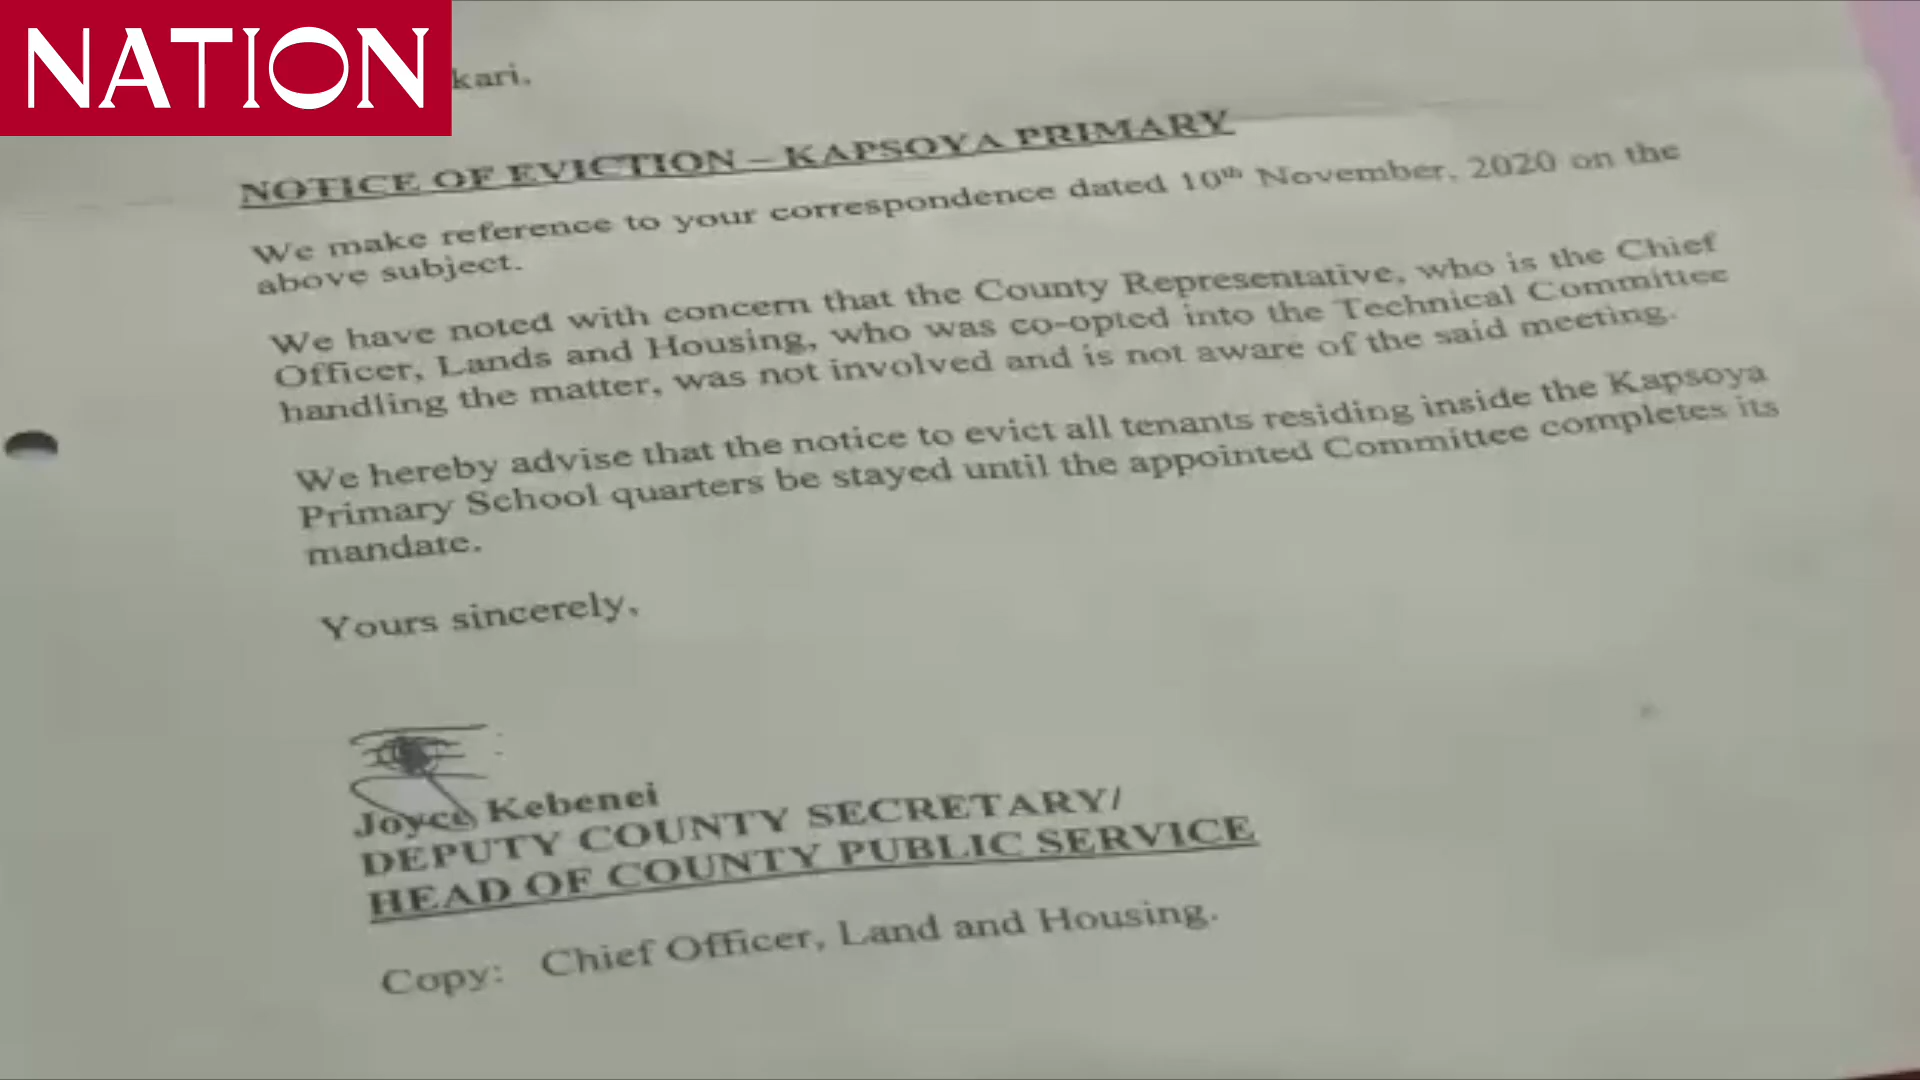 NATION
kari,
NOTICE OF EVICTION – KAPSOYA PRIMARY
We make reference to your correspondence dated 10th November, 2020 on the
above subject.
We have noted with concern that the County Representative, who is the Chief
Officer, Lands and Housing, who was co-opted into the Technical Committee
handling the matter, was not involved and is not aware of the said meeting.
We hereby advise that the notice to evict all tenants residing inside the Kapsoya
Primary School quarters be stayed until the appointed Committee completes its
mandate.
Yours sincerely,
Joyce Kebenei
DEPUTY COUNTY SECRETARY/
HEAD OF COUNTY PUBLIC SERVICE
Copy: Chief Officer, Land and Housing.